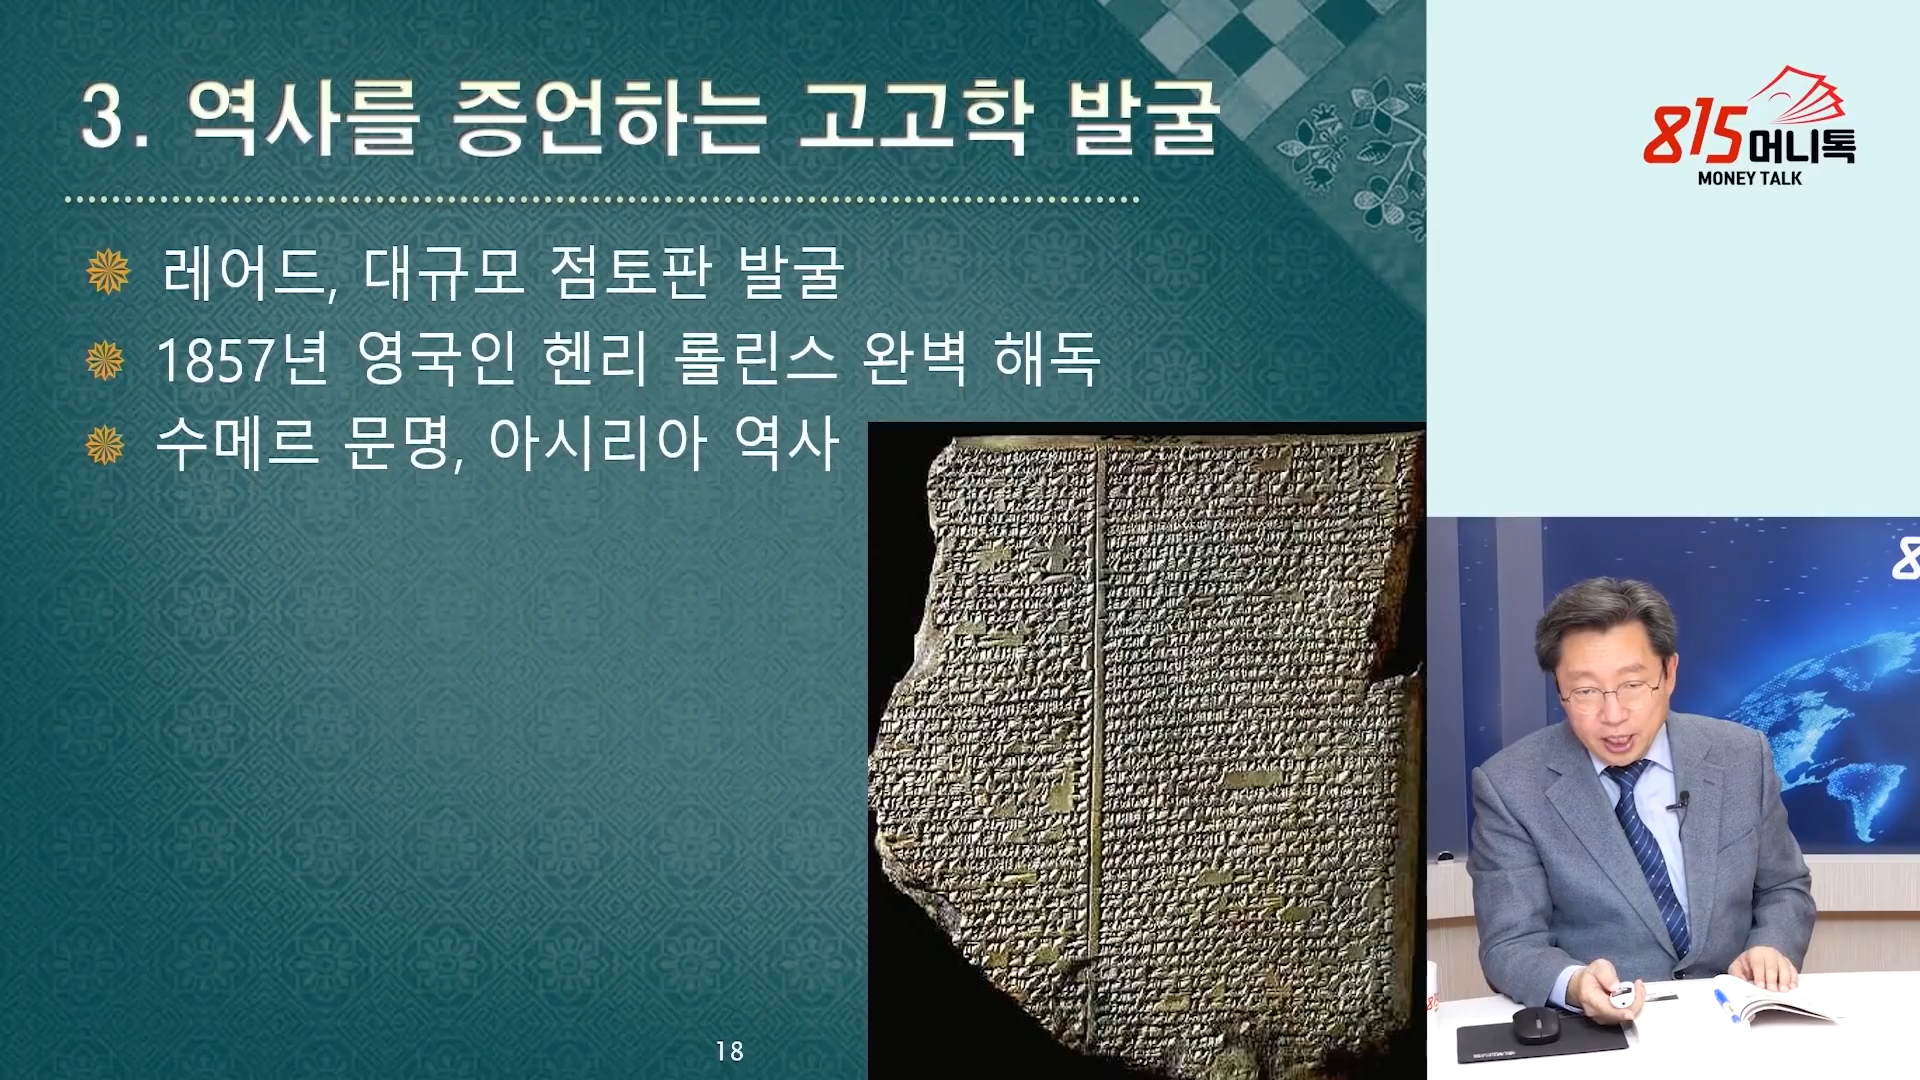 3. 역사를 증언하는 고고학 발굴
레어드, 대규모 점토판 발굴
1857년 영국인 헨리 롤린스 완벽 해독
수메르 문명, 아시리아 역사
18
815머니톡
MONEY TALK
8